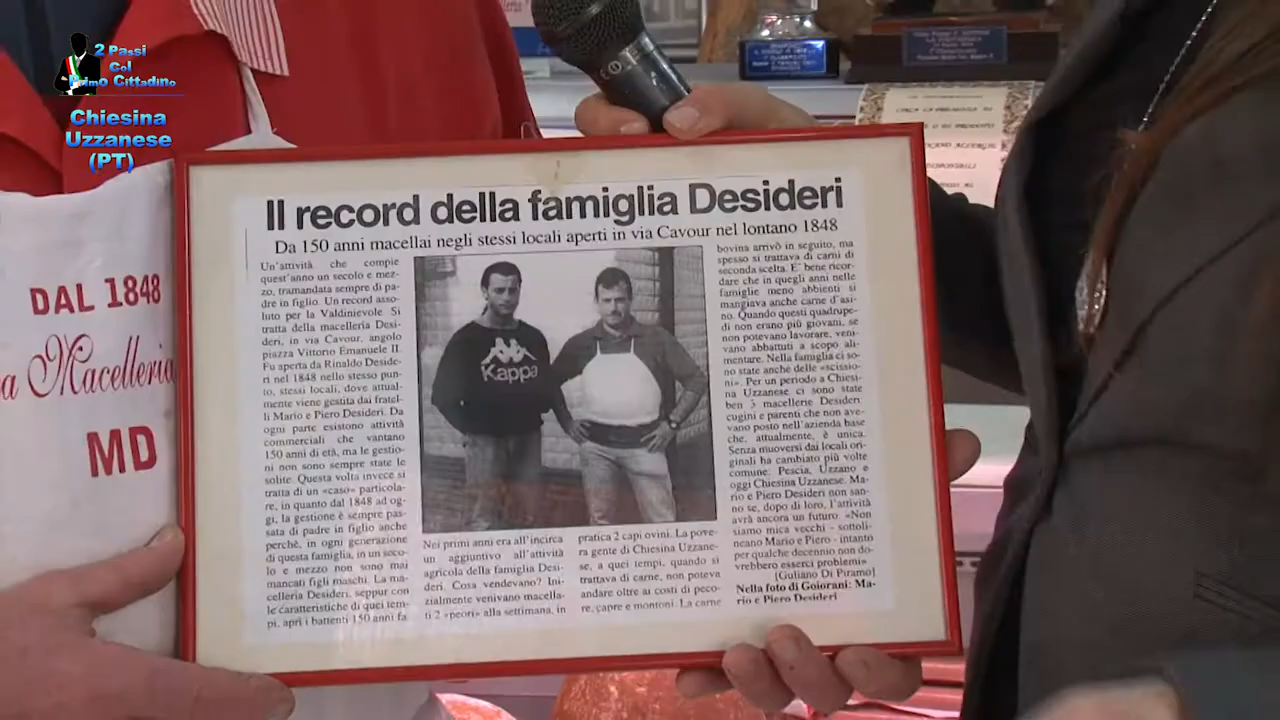 2 Passi
Col
Primo Cittadino
Chiesina
Uzzanese
(PT)
DAL 1848
Macelleria
MD
Il record della famiglia Desideri
Da 150 anni macellai negli stessi locali aperti in via Cavour nel lontano 1848
Un'attività che compie
quest'anno un secolo e mez-
zo, tramandata sempre di pa-
dre in figlio. Un record asso-
luto per la Valdinievole Si
tratta della macelleria Desi-
deri, in via Cavour, angolo
piazza Vittorio Emanuele II.
Fu aperta da Rinaldo Deside-
ri nel 1848 nello stesso pun-
to, stessi locali, dove attual-
mente viene gestita dai fratel-
li Mario e Piero Desideri. Da
ogni parte esistono attività
commerciali che vantano
150 anni di età, ma le gestio-
ni non sono sempre state le
solite. Questa volta invece si
tratta di un «caso» particola-
re, in quanto dal 1848 ad og-
gi, la gestione è sempre pas-
sata di padre in figlio anche
perchè, in ogni generazione
di questa famiglia, in un seco-
lo e mezzo non sono mai
mancati figli maschi. La ma-
celleria Desideri, seppur con
le caratteristiche di quei tem-
pi, aprì i battenti 150 anni fa
Kappa
Nei primi anni era all'incirca
un aggiuntivo all'attività
agricola della famiglia Desi-
deri. Cosa vendevano? Ini-
zialmente venivano macella-
ti 2 «peori» alla settimana, in
pratica 2 capi ovini. La pove-
ra gente di Chiesina Uzzane-
se, a quei tempi, quando si
trattava di carne, non poteva
andare oltre ai costi di peco-
re, capre e montoni. La carne
bovina arrivò in seguito, ma
spesso si trattava di carni di
seconda scelta. E' bene ricor-
dare che in quegli anni nelle
famiglie meno abbienti si
mangiava anche carne d'asi-
no. Quando questi quadrupe-
di non erano più giovani, se
non potevano lavorare, veni-
vano abbattuti a scopo ali-
mentare. Nella famiglia ci so-
no state anche delle «scissio-
ni». Per un periodo a Chiesi-
na Uzzanese ci sono state
ben 5 macellerie Desideri
cugini e parenti che non ave-
vano posto nell'azienda base
che, attualmente, è unica.
Senza muoversi dai locali ori-
ginali ha cambiato più volte
comune: Pescia, Uzzano e
oggi Chiesina Uzzanese. Ma-
rio e Piero Desideri non san-
no se, dopo di loro, l'attività
avrà ancora un futuro. «Non
siamo mica vecchi - sottoli-
neano Mario e Piero - intanto
per qualche decennio non do-
vrebbero esserci problemi»
[Guliano Di Piramo]
Nella foto di Goiorani: Ma-
rio e Piero Desideri